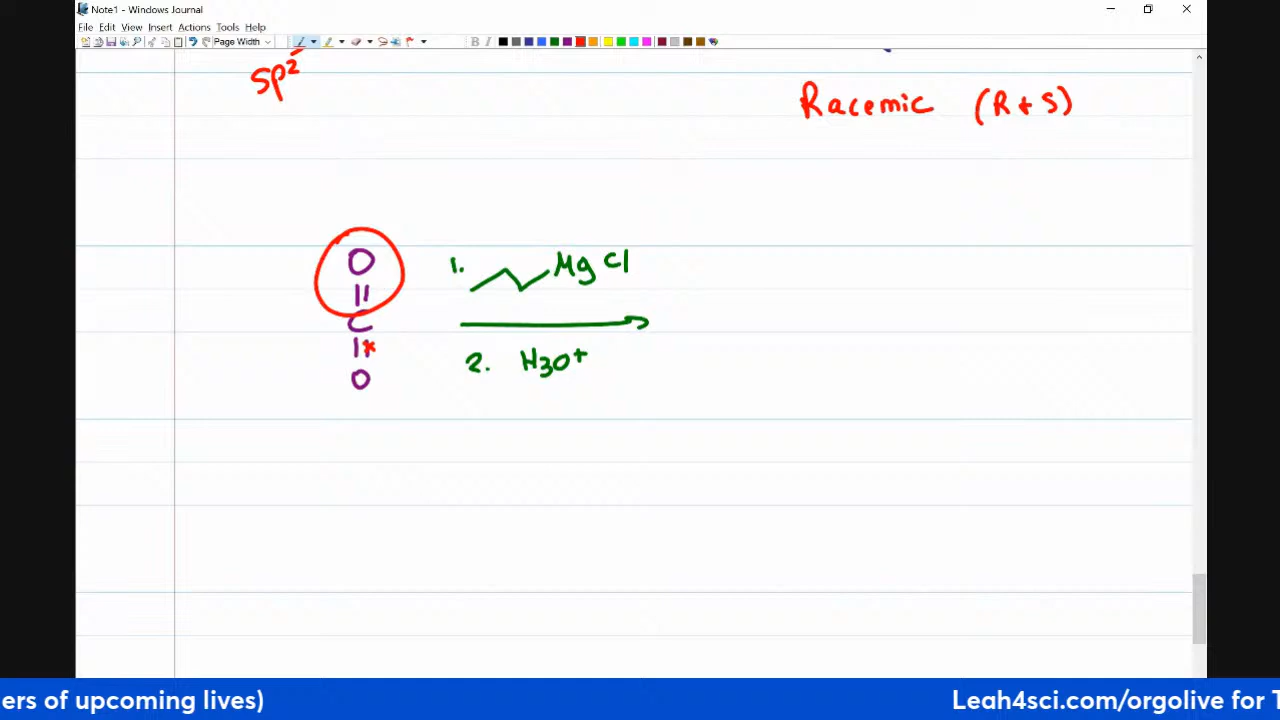 Note1 - Windows Journal
File Edit View Insert Actions Tools Help
Page Width
B I
sp²
Racemic (R + S)
O
1. MgCl
C
O
2. H3O+
ers of upcoming lives)
Leah4sci.com/orgolive for T